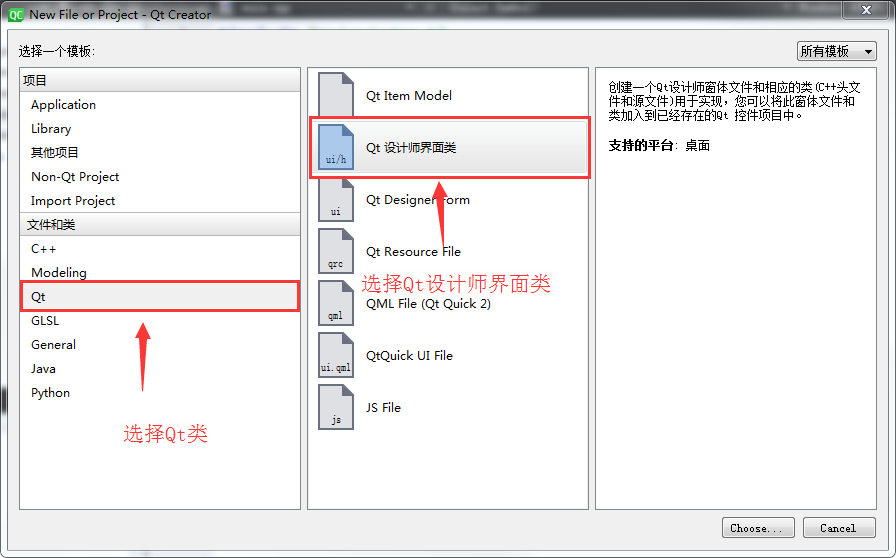 New File or Project - Qt Creator
选择一个模板:
所有模板
项目
Application
Library
其他项目
Non-Qt Project
Import Project
文件和类
C++
Modeling
Qt
GLSL
General
Java
Python
选择Qt类
Qt Item Model
ui/h
Qt 设计师界面类
ui
Qt Designer Form
qrc
Qt Resource File
选择Qt设计师界面类
qml
QML File (Qt Quick 2)
ui.qml
QtQuick UI File
js
JS File
创建一个Qt设计师窗体文件和相应的类(C++头文
件和源文件)用于实现，您可以将此窗体文件和
类加入到已经存在的Qt 控件项目中。
支持的平台: 桌面
Choose...
Cancel